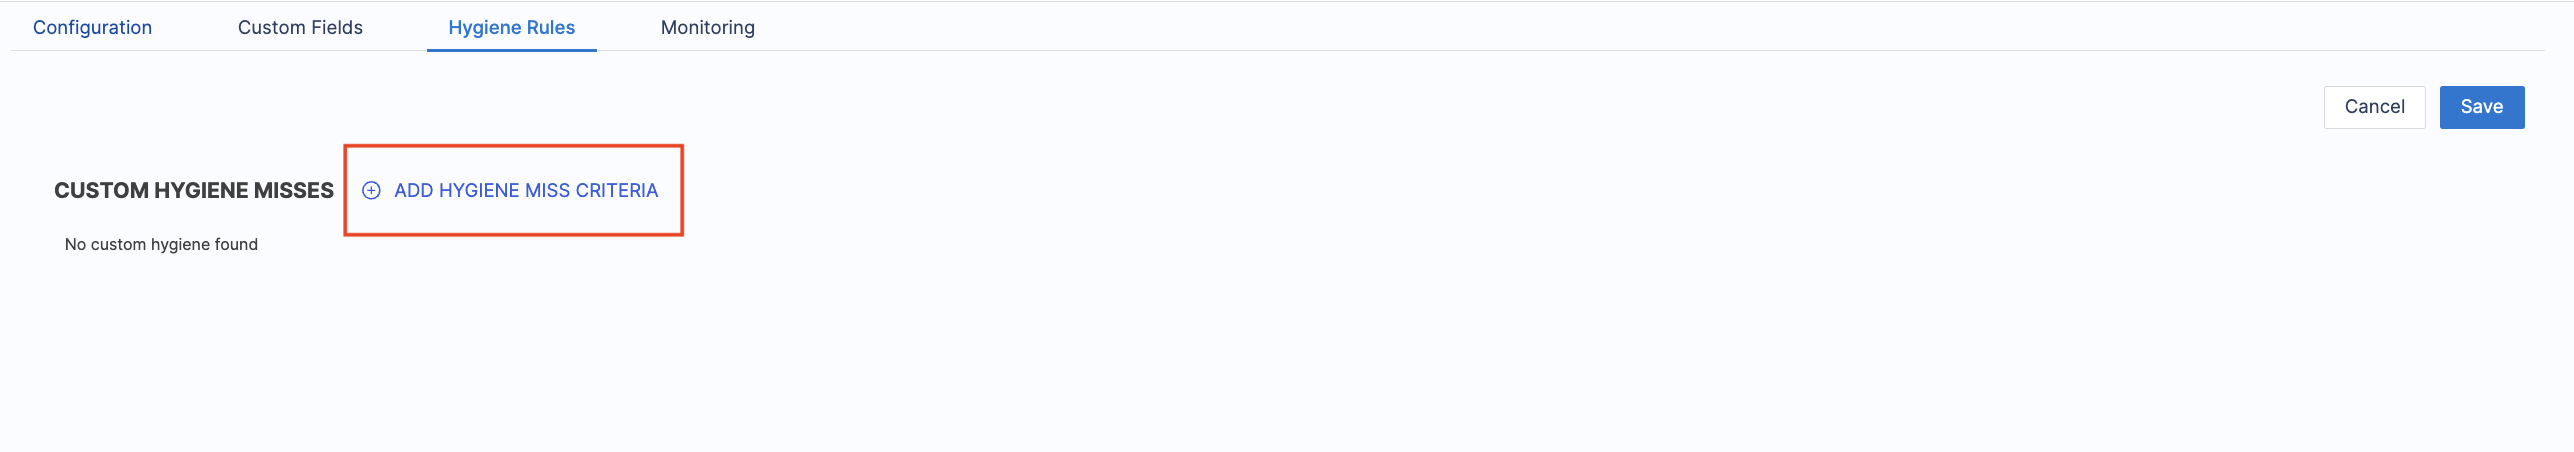 Configuration Custom Fields Hygiene Rules Monitoring
Cancel Save
CUSTOM HYGIENE MISSES ADD HYGIENE MISS CRITERIA
No custom hygiene found